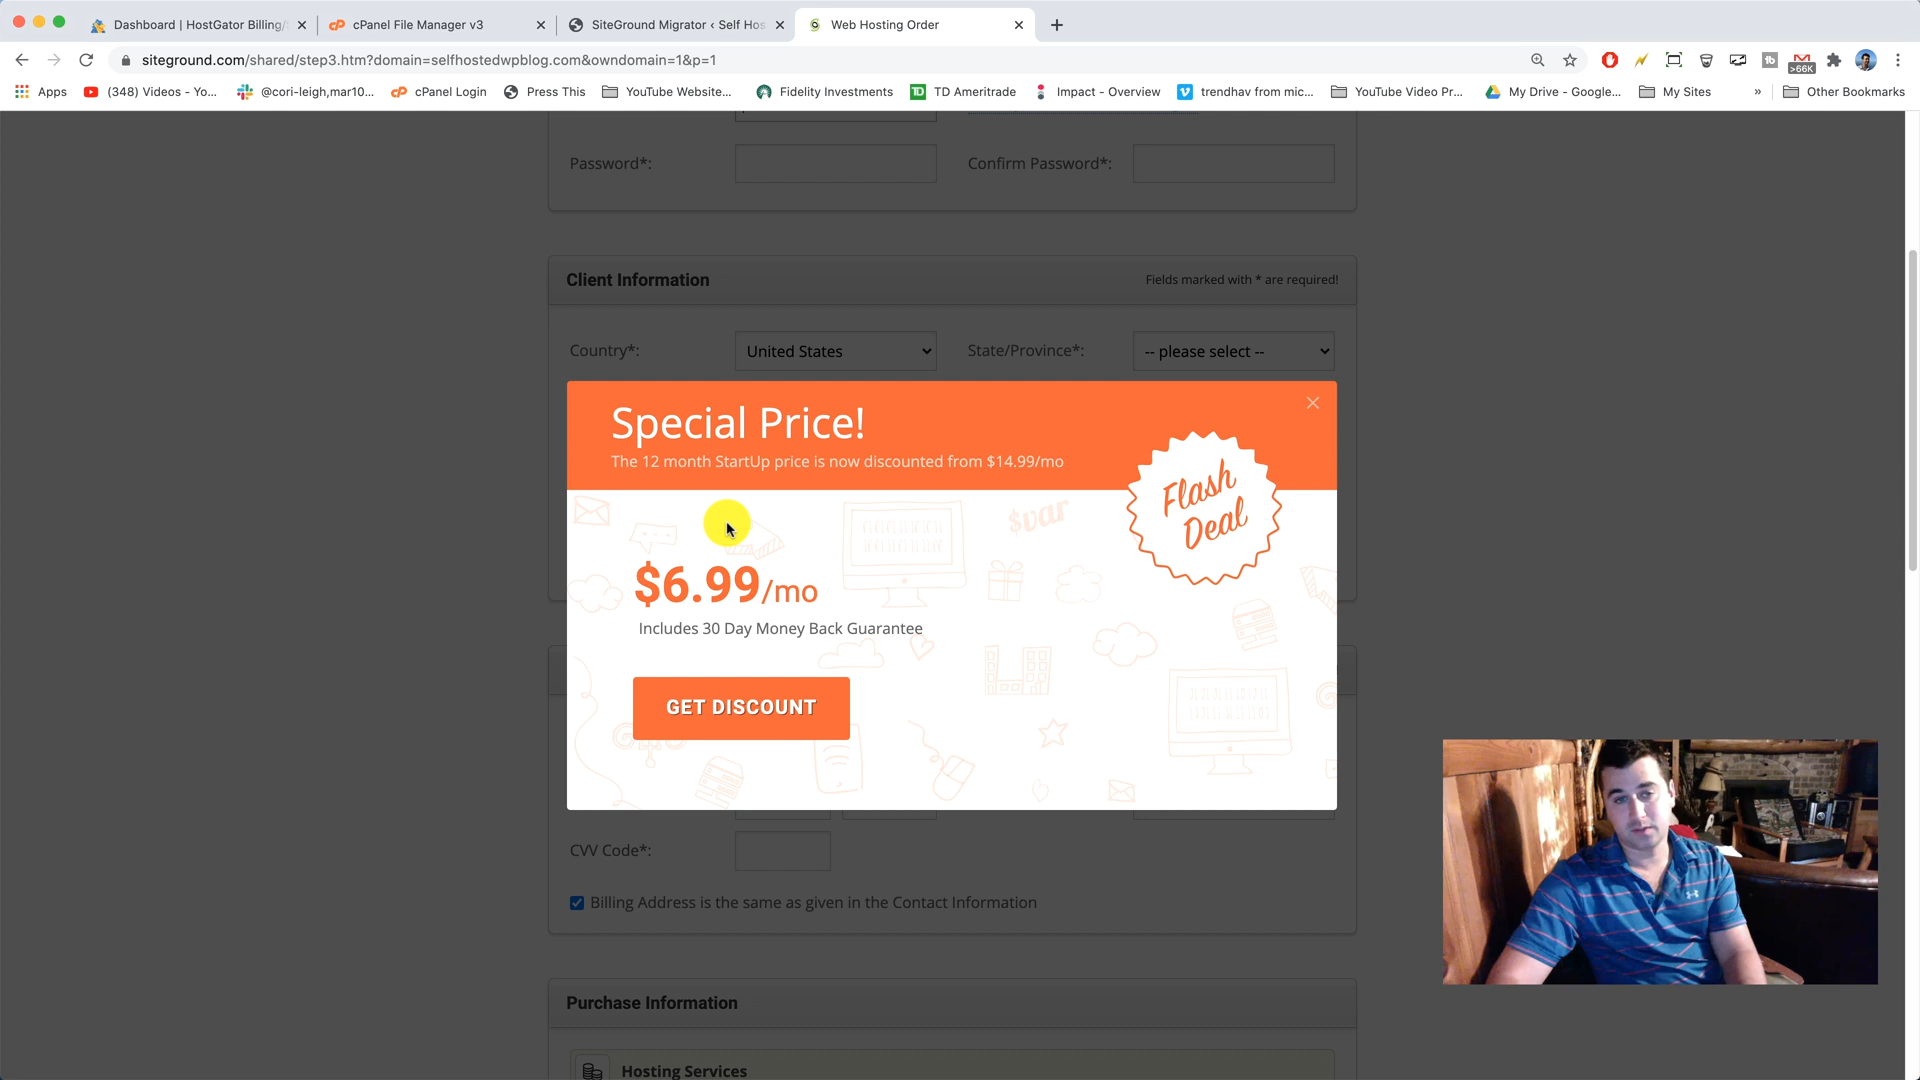 Dashboard | HostGator Billing/
cPanel File Manager v3
SiteGround Migrator ‹ Self Hos
Web Hosting Order
siteground.com/shared/step3.htm?domain=selfhostedwpblog.com&owndomain=1&p=1
>66K
Apps
(348) Videos - Yo...
@cori-leigh,mar10...
cPanel Login
Press This
YouTube Website...
Fidelity Investments
TD Ameritrade
Impact - Overview
trendhav from mic...
YouTube Video Pr...
My Drive - Google...
My Sites
»
Other Bookmarks
Password*:
Confirm Password*:
Client Information
Fields marked with * are required!
Country*:
United States
State/Province*:
-- please select --
Special Price!
The 12 month StartUp price is now discounted from $14.99/mo
Flash
Deal
$var
$6.99/mo
Includes 30 Day Money Back Guarantee
GET DISCOUNT
CVV Code*:
Billing Address is the same as given in the Contact Information
Purchase Information
Hosting Services